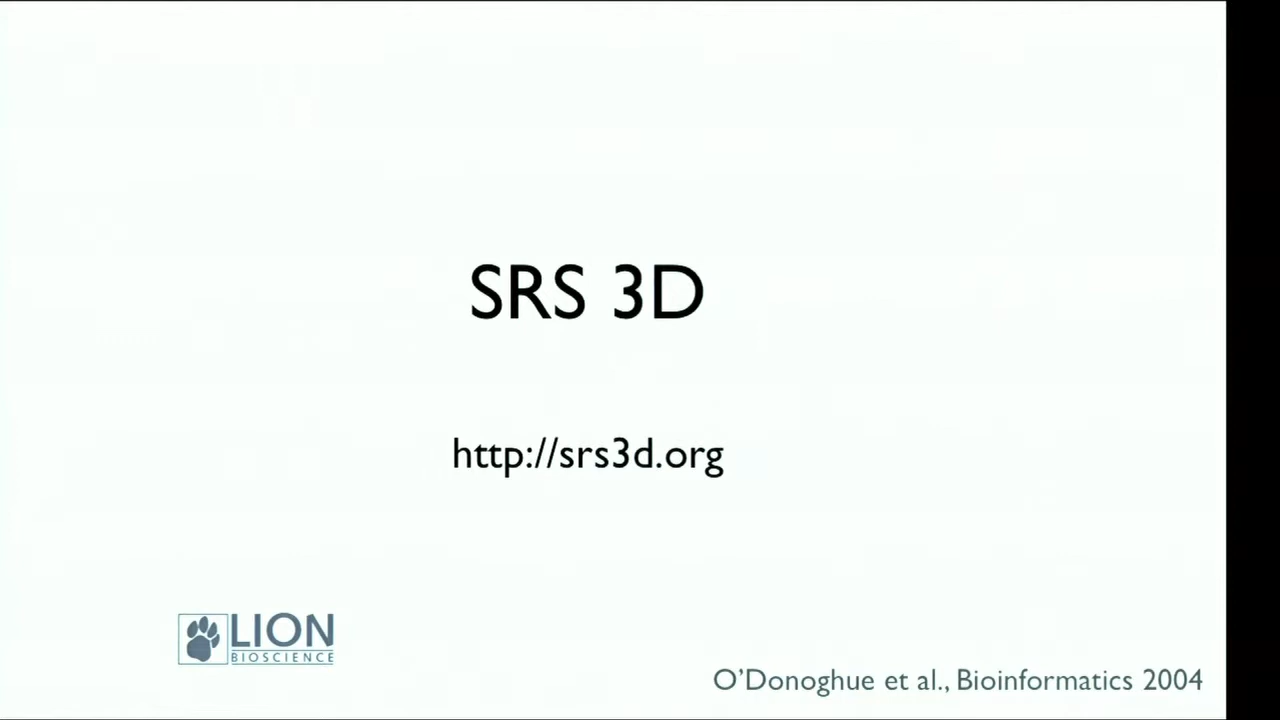 SRS 3D
http://srs3d.org
LION
BIOSCIENCE
O'Donoghue et al., Bioinformatics 2004